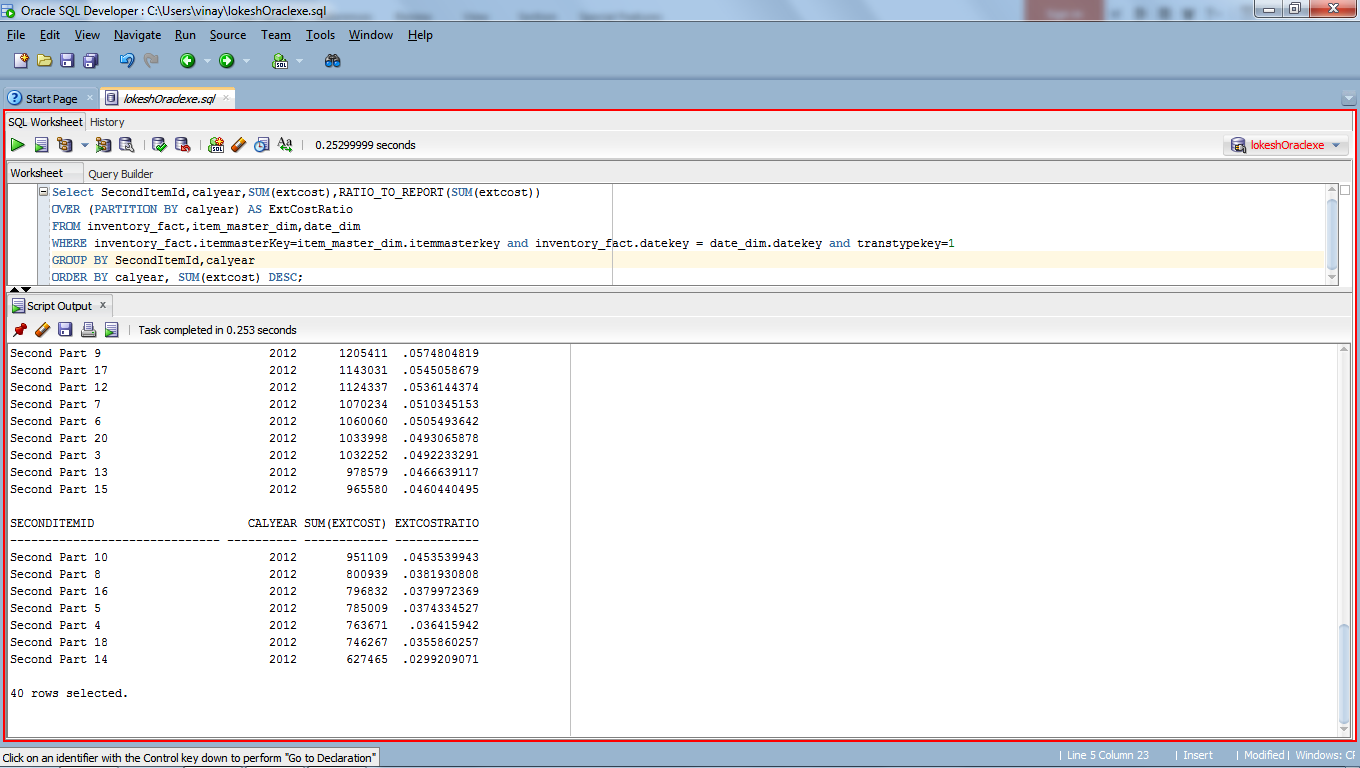 Oracle SQL Developer : C:\Users\vinay\lokeshOraclexe.sql
File Edit View Navigate Run Source Team Tools Window Help
Start Page lokeshOraclexe.sql
SQL Worksheet History
0.25299999 seconds
lokeshOraclexe
Worksheet Query Builder
Select SecondItemId,calyear,SUM(extcost),RATIO_TO_REPORT(SUM(extcost))
OVER (PARTITION BY calyear) AS ExtCostRatio
FROM inventory_fact,item_master_dim,date_dim
WHERE inventory_fact.itemmasterKey=item_master_dim.itemmasterkey and inventory_fact.datekey = date_dim.datekey and transtypekey=1
GROUP BY SecondItemId,calyear
ORDER BY calyear, SUM(extcost) DESC;
Script Output x
Task completed in 0.253 seconds
Second Part 9 2012 1205411 .0574804819
Second Part 17 2012 1143031 .0545058679
Second Part 12 2012 1124337 .0536144374
Second Part 7 2012 1070234 .0510345153
Second Part 6 2012 1060060 .0505493642
Second Part 20 2012 1033998 .0493065878
Second Part 3 2012 1032252 .0492233291
Second Part 13 2012 978579 .0466639117
Second Part 15 2012 965580 .0460440495
SECONDITEMID CALYEAR SUM(EXTCOST) EXTCOSTRATIO
------------------------------ ---------- ------------ ------------
Second Part 10 2012 951109 .0453539943
Second Part 8 2012 800939 .0381930808
Second Part 16 2012 796832 .0379972369
Second Part 5 2012 785009 .0374334527
Second Part 4 2012 763671 .036415942
Second Part 18 2012 746267 .0355860257
Second Part 14 2012 627465 .0299209071
40 rows selected.
Click on an identifier with the Control key down to perform "Go to Declaration"
Line 5 Column 23 | Insert | Modified | Windows: CF